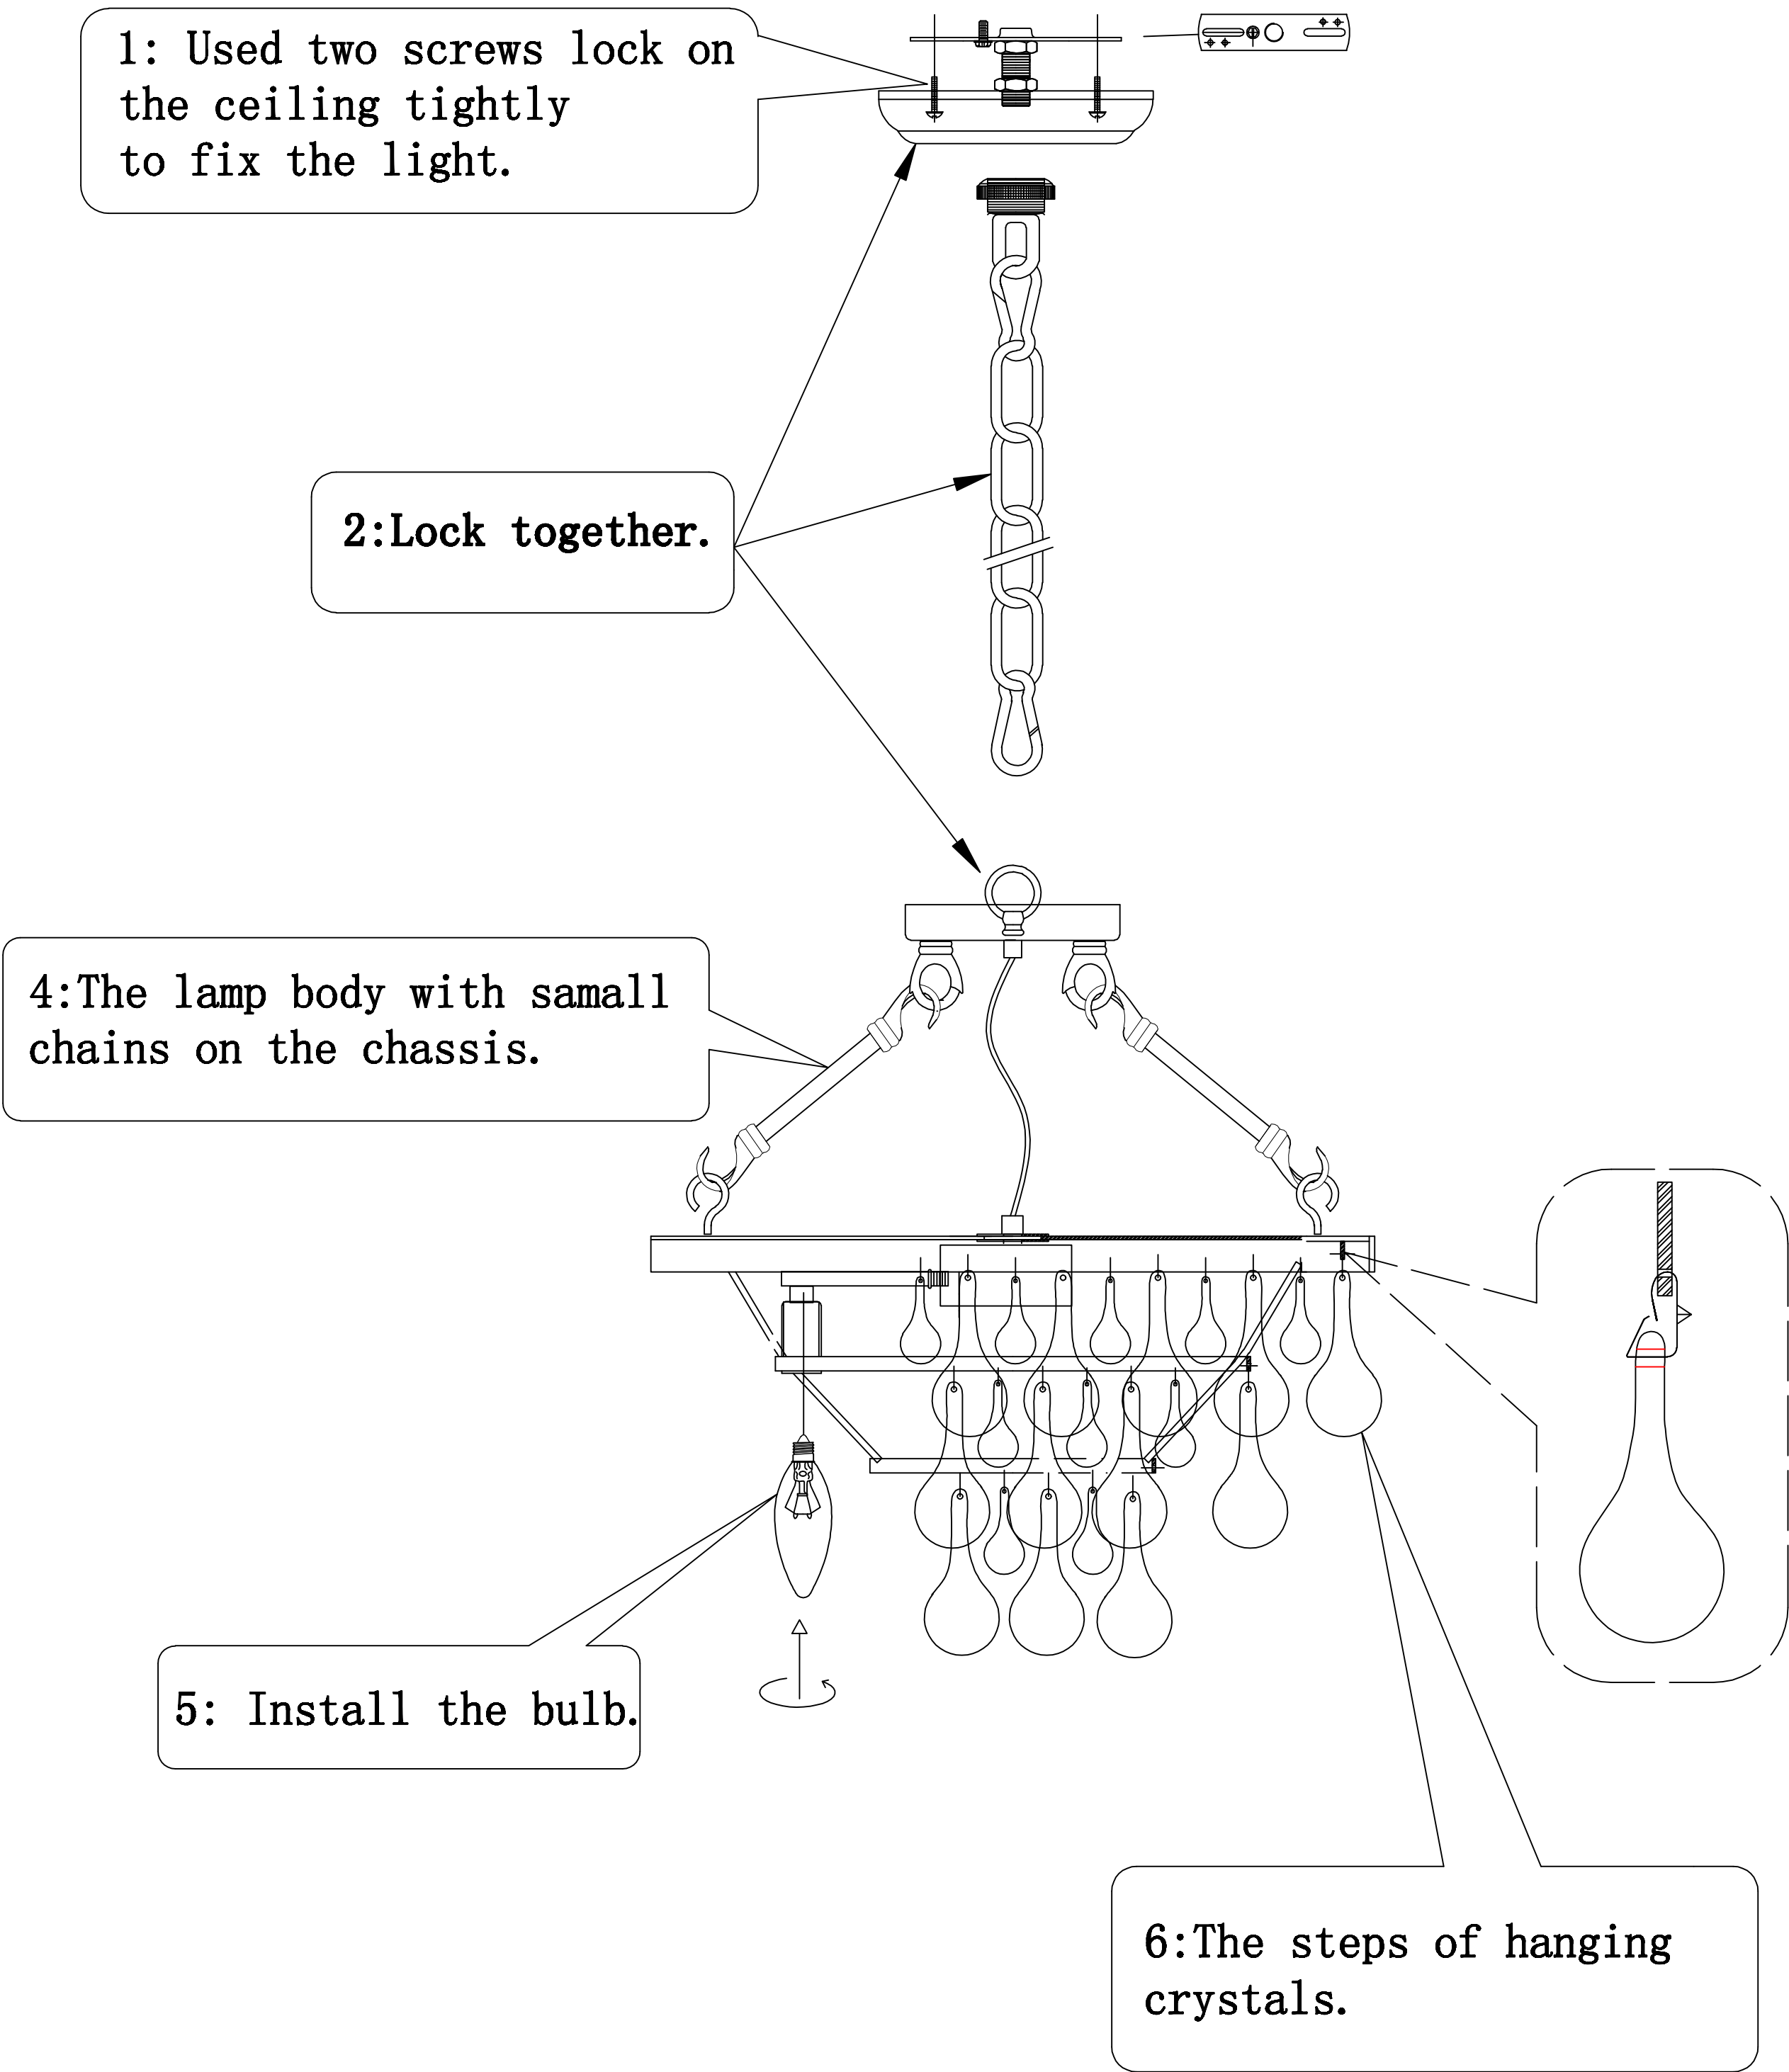 1: Used two screws lock on
the ceiling tightly
to fix the light.
2:Lock together.
4:The lamp body with samall
chains on the chassis.
5: Install the bulb.
6:The steps of hanging
crystals.